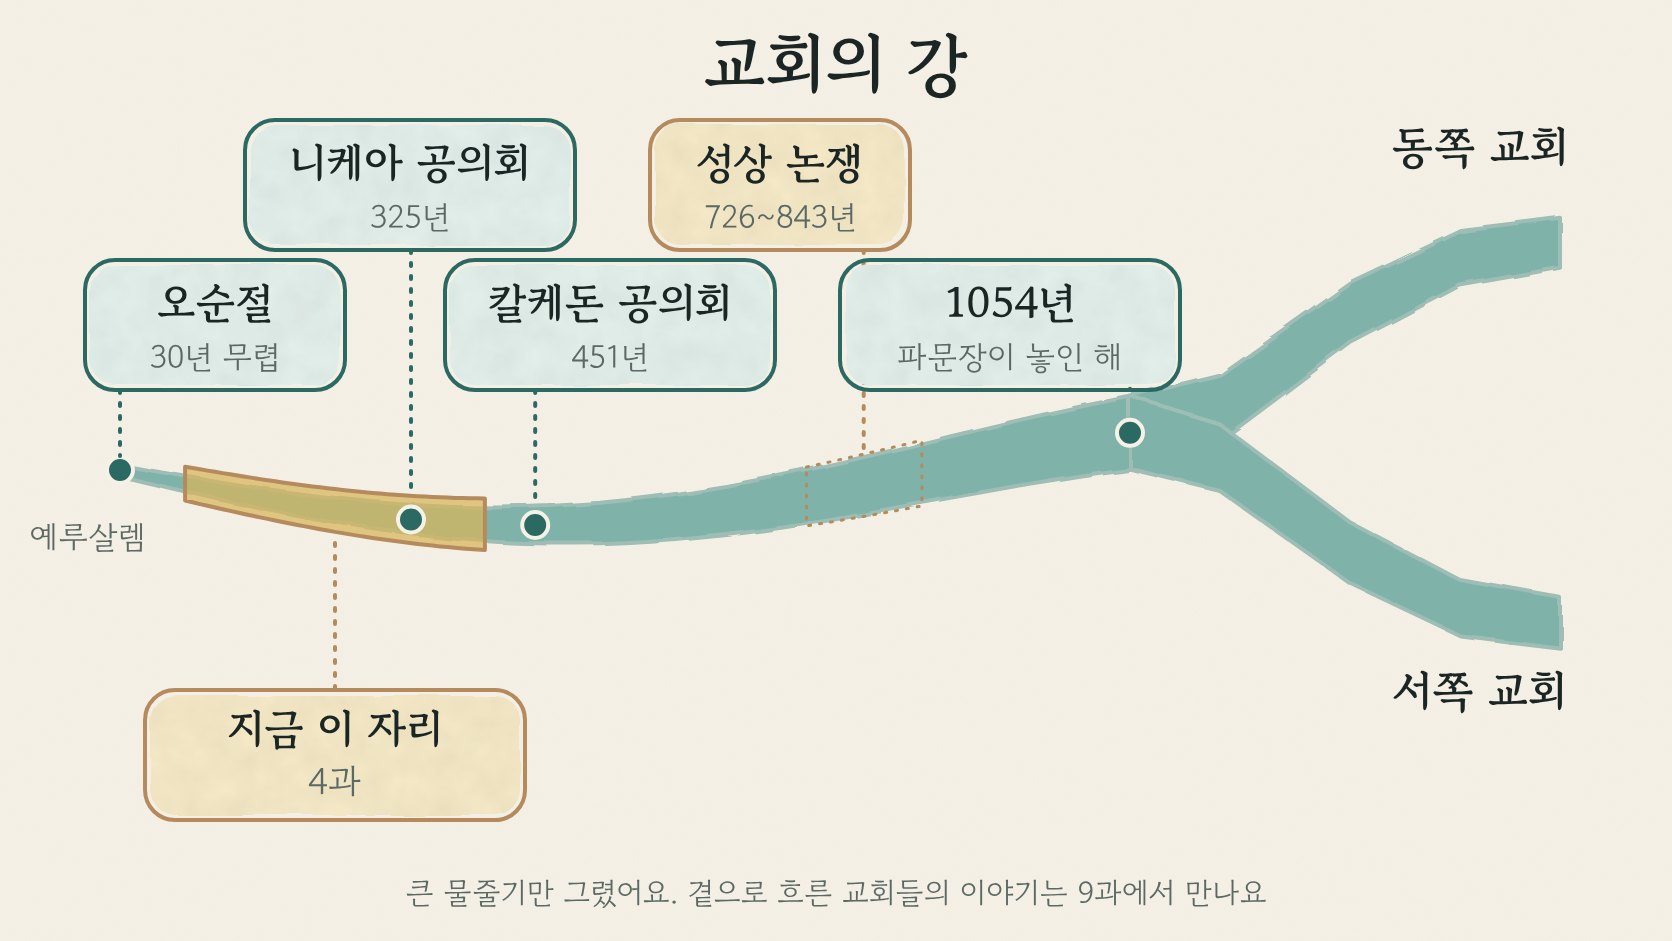 교회의 강
니케아 공의회
325년
성상 논쟁
726~843년
동쪽 교회
오순절
30년 무렵
칼케돈 공의회
451년
1054년
파문장이 놓인 해
예루살렘
서쪽 교회
지금 이 자리
4과
큰 물줄기만 그렸어요. 곁으로 흐른 교회들의 이야기는 9과에서 만나요